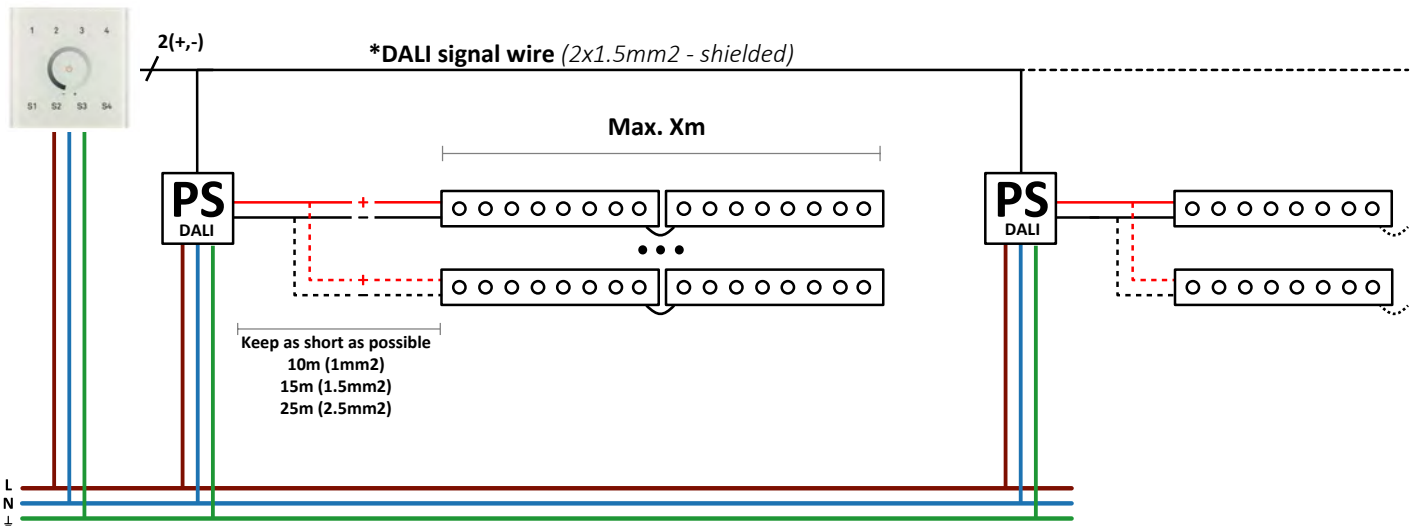 1 2 3 4
S1 S2 S3 S4
2(+,-)
*DALI signal wire (2x1.5mm2 - shielded)
Max. Xm
PS
DALI
+
-
+
-
PS
DALI
Keep as short as possible
10m (1mm2)
15m (1.5mm2)
25m (2.5mm2)
L
N